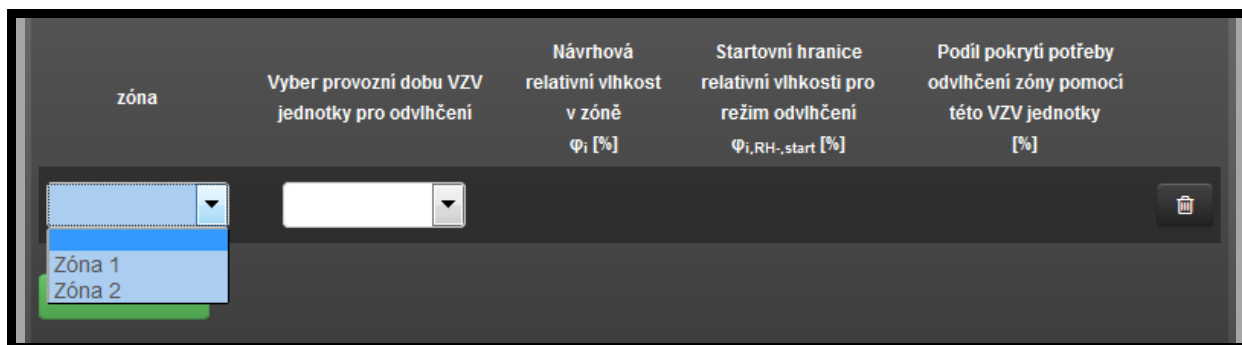 zóna
Vyber provozní dobu VZV
jednotky pro odvlhčení
Návrhová
relativní vlhkost
v zóně
φi [%]
Startovní hranice
relativní vlhkosti pro
režim odvlhčení
φi,RH-,start [%]
Podíl pokrytí potřeby
odvlhčení zóny pomocí
této VZV jednotky
[%]
Zóna 1
Zóna 2